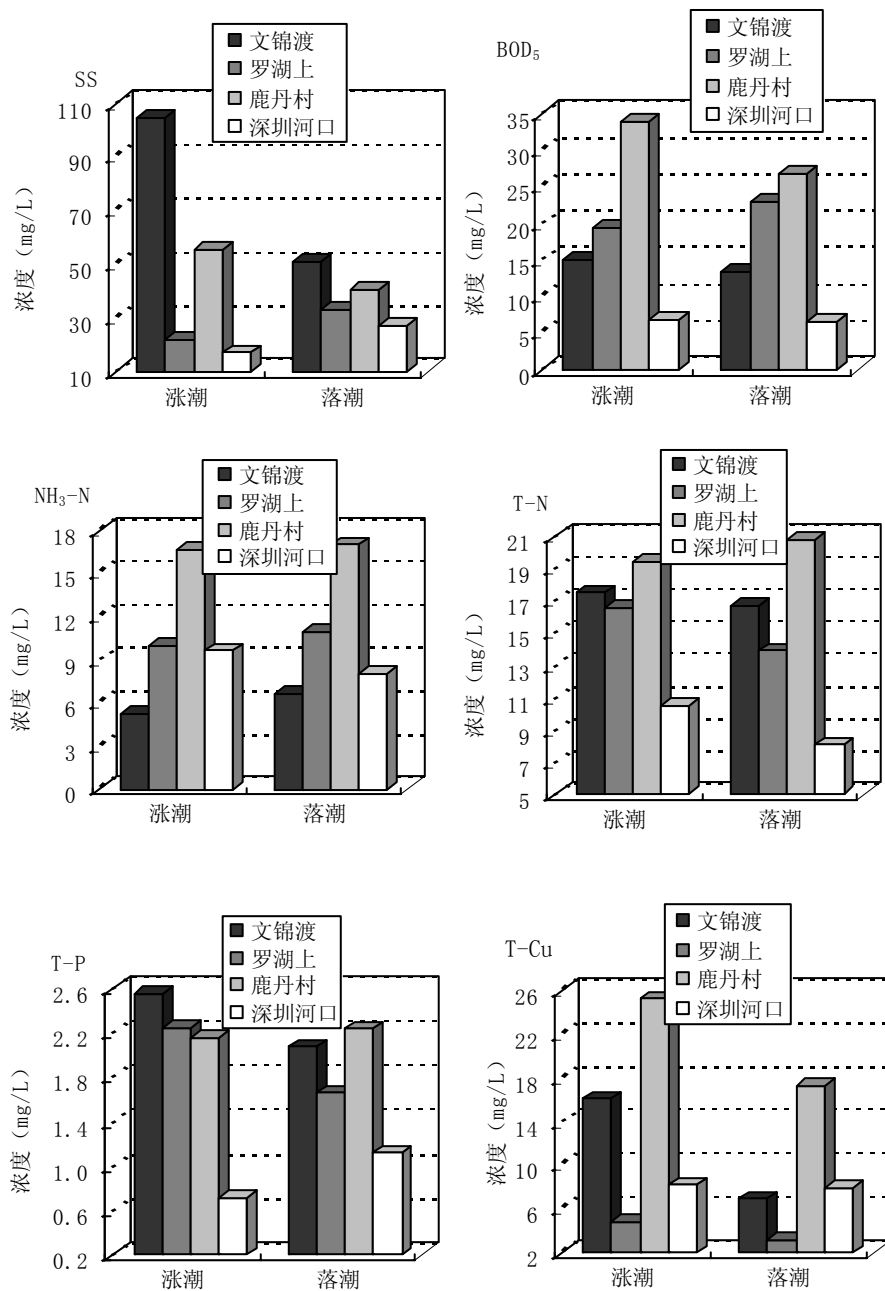 SS
文锦渡
罗湖上
鹿丹村
深圳河口
浓度 (mg/L)
110
90
70
50
30
10
涨潮
落潮
BOD₅
文锦渡
罗湖上
鹿丹村
深圳河口
浓度 (mg/L)
35
30
25
20
15
10
5
0
涨潮
落潮
NH₃-N
文锦渡
罗湖上
鹿丹村
深圳河口
浓度 (mg/L)
18
15
12
9
6
3
0
涨潮
落潮
T-N
文锦渡
罗湖上
鹿丹村
深圳河口
浓度 (mg/L)
21
19
17
15
13
11
9
7
5
涨潮
落潮
T-P
文锦渡
罗湖上
鹿丹村
深圳河口
浓度 (mg/L)
2.6
2.2
1.8
1.4
1.0
0.6
0.2
涨潮
落潮
T-Cu
文锦渡
罗湖上
鹿丹村
深圳河口
浓度 (mg/L)
26
22
18
14
10
6
2
涨潮
落潮